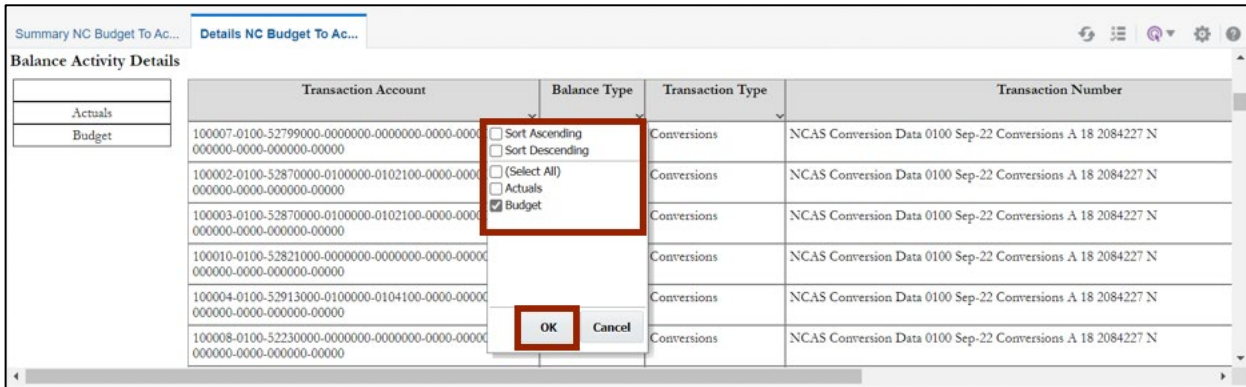 Summary NC Budget To Ac...
Details NC Budget To Ac...
Balance Activity Details
Actuals
Budget
Transaction Account
Balance Type
Transaction Type
Transaction Number
100007-0100-52799000-0000000-0000000-0000-0000
000000-0000-000000-00000
Conversions
NCAS Conversion Data 0100 Sep-22 Conversions A 18 2084227 N
100002-0100-52870000-0100000-0102100-0000-0000
000000-0000-000000-00000
Conversions
NCAS Conversion Data 0100 Sep-22 Conversions A 18 2084227 N
100003-0100-52870000-0100000-0102100-0000-0000
000000-0000-000000-00000
Conversions
NCAS Conversion Data 0100 Sep-22 Conversions A 18 2084227 N
100010-0100-52821000-0000000-0000000-0000-00000
000000-0000-000000-00000
Conversions
NCAS Conversion Data 0100 Sep-22 Conversions A 18 2084227 N
100004-0100-52913000-0100000-0104100-0000-00000
000000-0000-000000-00000
Conversions
NCAS Conversion Data 0100 Sep-22 Conversions A 18 2084227 N
100008-0100-52230000-0000000-0000000-0000-00000
000000-0000-000000-00000
Conversions
NCAS Conversion Data 0100 Sep-22 Conversions A 18 2084227 N
Sort Ascending
Sort Descending
(Select All)
Actuals
Budget
OK
Cancel